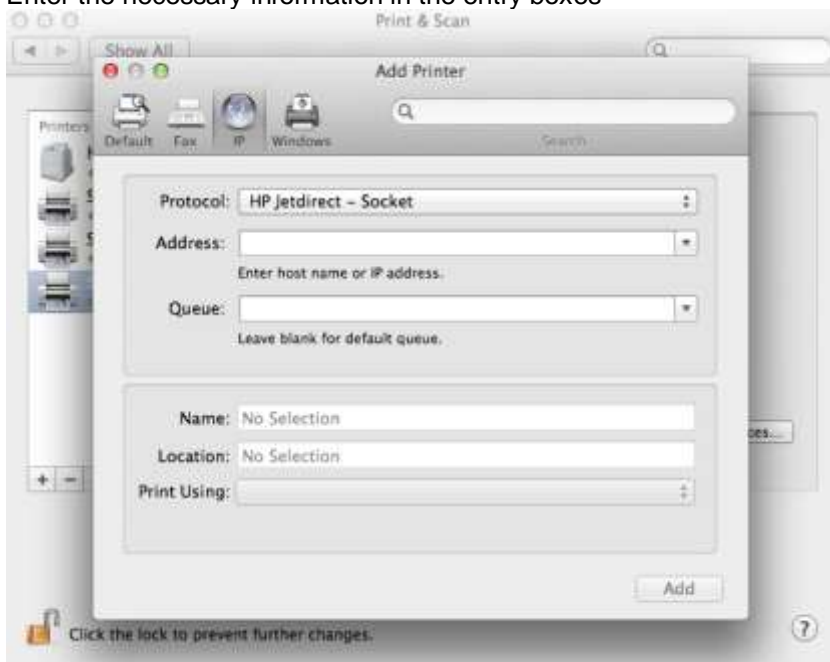 Enter the necessary information in the entry boxes
Print & Scan
Show All
Add Printer
Default Fax IP Windows Search
Printers
Protocol: HP Jetdirect – Socket
Address:
Enter host name or IP address.
Queue:
Leave blank for default queue.
Name: No Selection
Location: No Selection
Print Using:
Add
Click the lock to prevent further changes.
?